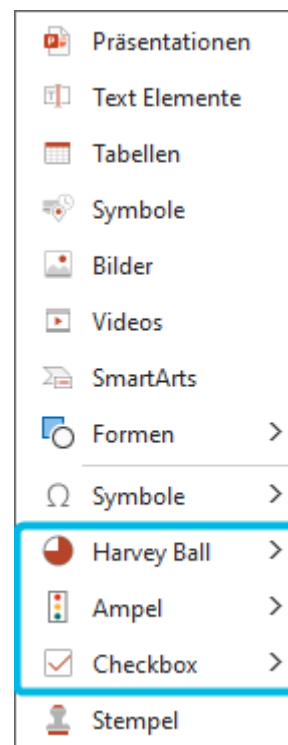 Präsentationen
Text Elemente
Tabellen
Symbole
Bilder
Videos
SmartArts
Formen
Symbole
Harvey Ball
Ampel
Checkbox
Stempel